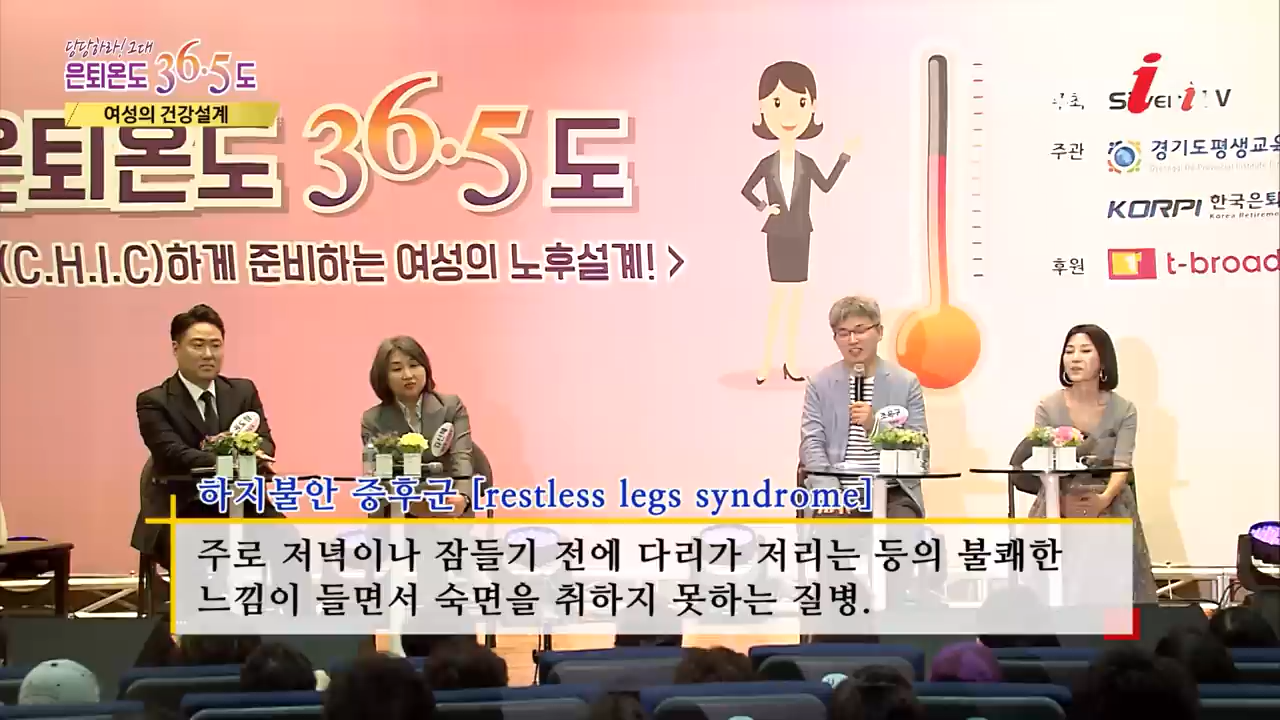 당당하라! 그대
은퇴온도 36.5도
여성의 건강설계
은퇴온도 36.5도
(C.H.I.C)하게 준비하는 여성의 노후설계! >
i
주관
경기도평생교육
KORPI 한국은퇴
Korea Retireme
후원
t-broad
조용구
하지불안 증후군 [restless legs syndrome]
주로 저녁이나 잠들기 전에 다리가 저리는 등의 불쾌한
느낌이 들면서 숙면을 취하지 못하는 질병.